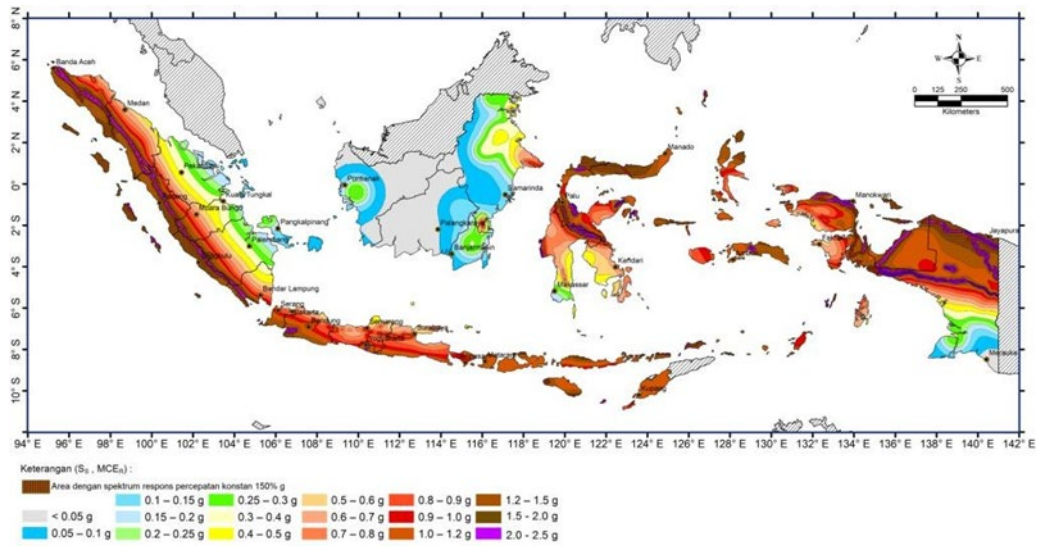 8° N
6° N
4° N
2° N
0°
2° S
4° S
6° S
8° S
10° S
N
W E
S
0 125 250 500
Kilometers
Banda Aceh
Medan
Kuala Tungkal
Muara Bungo
Pangkalpinang
Palembang
Bandar Lampung
Serang
Bandung
Pontianak
Samarinda
Banjarmasin
Manado
Palu
Kendari
Makassar
Kupang
Manokwari
Jayapura
Merauke
94° E 96° E 98° E 100° E 102° E 104° E 106° E 108° E 110° E 112° E 114° E 116° E 118° E 120° E 122° E 124° E 126° E 128° E 130° E 132° E 134° E 136° E 138° E 140° E 142° E
Keterangan (SS , MCER) :
Area dengan spektrum respons percepatan konstan 150% g
0.1 – 0.15 g 0.25 – 0.3 g 0.5 – 0.6 g 0.8 – 0.9 g 1.2 – 1.5 g
< 0.05 g 0.15 – 0.2 g 0.3 – 0.4 g 0.6 – 0.7 g 0.9 – 1.0 g 1.5 - 2.0 g
0.05 – 0.1 g 0.2 – 0.25 g 0.4 – 0.5 g 0.7 – 0.8 g 1.0 – 1.2 g 2.0 - 2.5 g